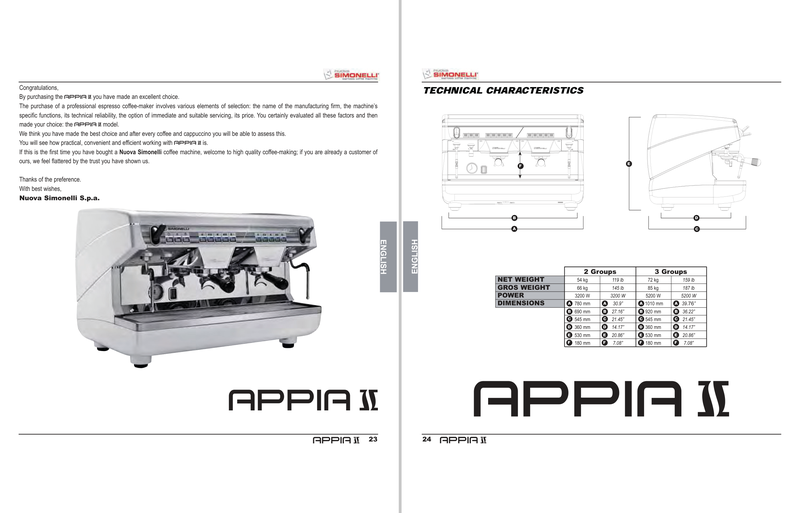 SIMONELLI
Congratulations,
By purchasing the APPIA II you have made an excellent choice.
The purchase of a professional espresso coffee-maker involves various elements of selection: the name of the manufacturing firm, the machine's
specific functions, its technical reliability, the option of immediate and suitable servicing, its price. You certainly evaluated all these factors and then
made your choice: the APPIA II model.
We think you have made the best choice and after every coffee and cappuccino you will be able to assess this.
You will see how practical, convenient and efficient working with APPIA II is.
If this is the first time you have bought a Nuova Simonelli coffee machine, welcome to high quality coffee-making; if you are already a customer of
ours, we feel flattered by the trust you have shown us.
Thanks of the preference.
With best wishes,
Nuova Simonelli S.p.a.
SIMONELLI
ENGLISH
APPIA II
APPIA II 23
SIMONELLI
TECHNICAL CHARACTERISTICS
F
E
B
A
D
C
ENGLISH
2 Groups 3 Groups
NET WEIGHT 54 kg 119 lb 72 kg 159 lb
GROS WEIGHT 66 kg 145 lb 85 kg 187 lb
POWER 3200 W 3200 W 5200 W 5200 W
DIMENSIONS A 780 mm A 30.9" A 1010 mm A 39.7/6"
B 690 mm B 27.16" B 920 mm B 36.22"
C 545 mm C 21.45" C 545 mm C 21.45"
D 360 mm D 14.17" D 360 mm D 14.17"
E 530 mm E 20.86" E 530 mm E 20.86"
F 180 mm F 7.08" F 180 mm F 7.08"
APPIA II
24 APPIA II